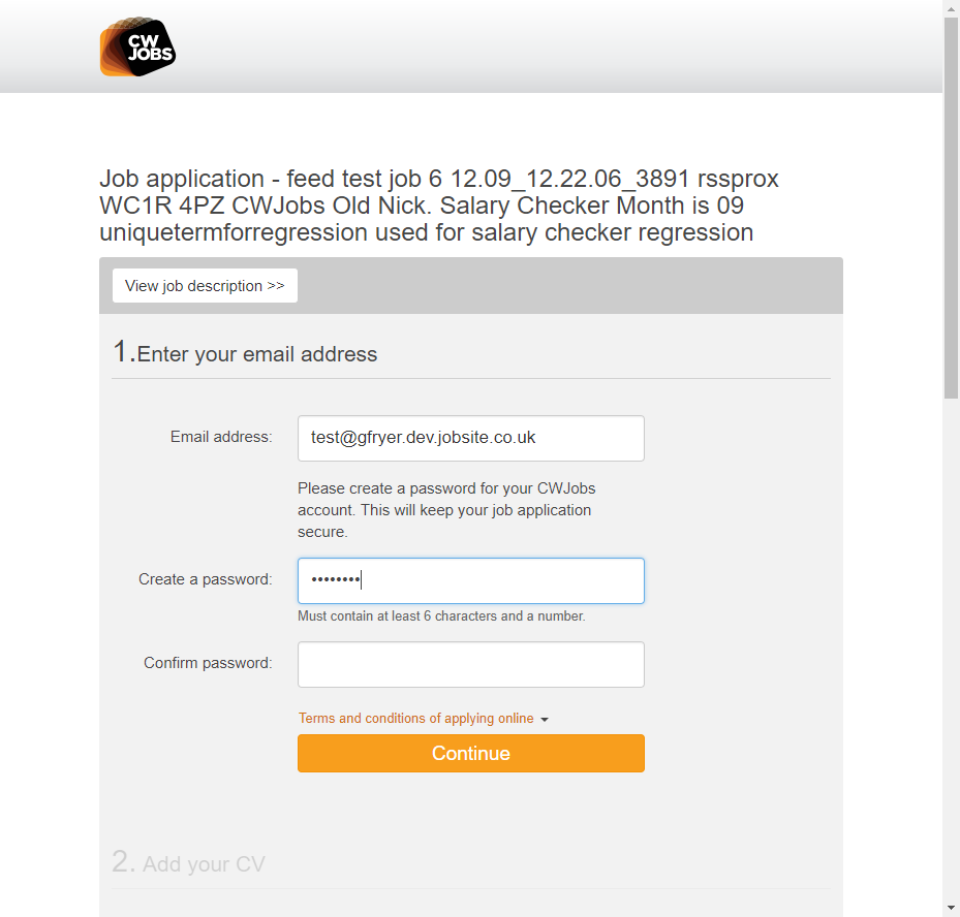 CW
JOBS
Job application - feed test job 6 12.09_12.22.06_3891 rssprox
WC1R 4PZ CWJobs Old Nick. Salary Checker Month is 09
uniquetermforregression used for salary checker regression
View job description >>
1.Enter your email address
Email address:
test@gfryer.dev.jobsite.co.uk
Please create a password for your CWJobs
account. This will keep your job application
secure.
Create a password:
••••••••
Must contain at least 6 characters and a number.
Confirm password:
Terms and conditions of applying online
Continue
2. Add your CV